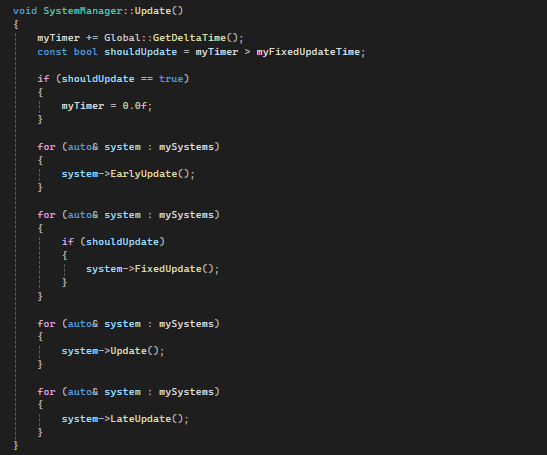 void SystemManager::Update()
{
myTimer += Global::GetDeltaTime();
const bool shouldUpdate = myTimer > myFixedUpdateTime;
if (shouldUpdate == true)
{
myTimer = 0.0f;
}
for (auto& system : mySystems)
{
system->EarlyUpdate();
}
for (auto& system : mySystems)
{
if (shouldUpdate)
{
system->FixedUpdate();
}
}
for (auto& system : mySystems)
{
system->Update();
}
for (auto& system : mySystems)
{
system->LateUpdate();
}
}